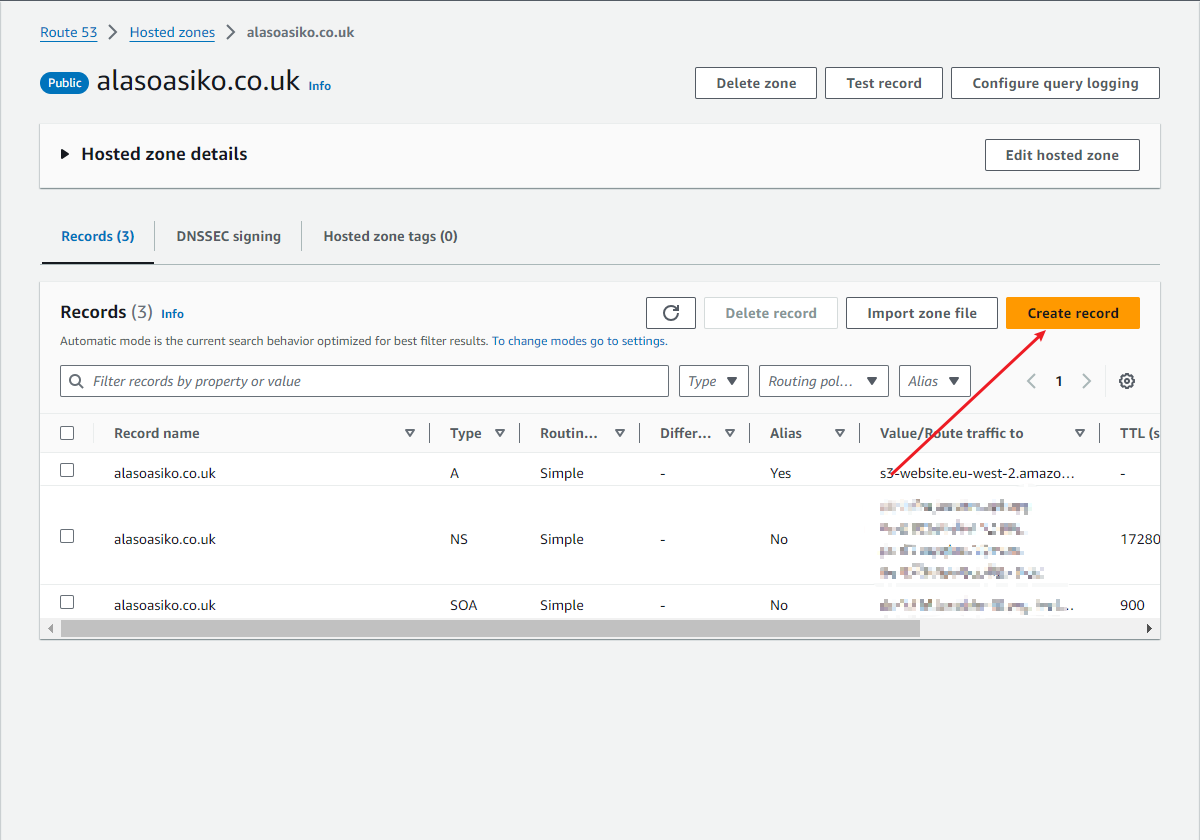 Route 53 > Hosted zones > alasoasiko.co.uk
Public alasoasiko.co.uk Info
Delete zone Test record Configure query logging
Hosted zone details Edit hosted zone
Records (3) DNSSEC signing Hosted zone tags (0)
Records (3) Info Delete record Import zone file Create record
Automatic mode is the current search behavior optimized for best filter results. To change modes go to settings.
Filter records by property or value Type Routing pol... Alias 1
Record name Type Routin... Differ... Alias Value/Route traffic to TTL (s
alasoasiko.co.uk A Simple - Yes s3-website.eu-west-2.amazo... -
alasoasiko.co.uk NS Simple - No 17280
alasoasiko.co.uk SOA Simple - No 900